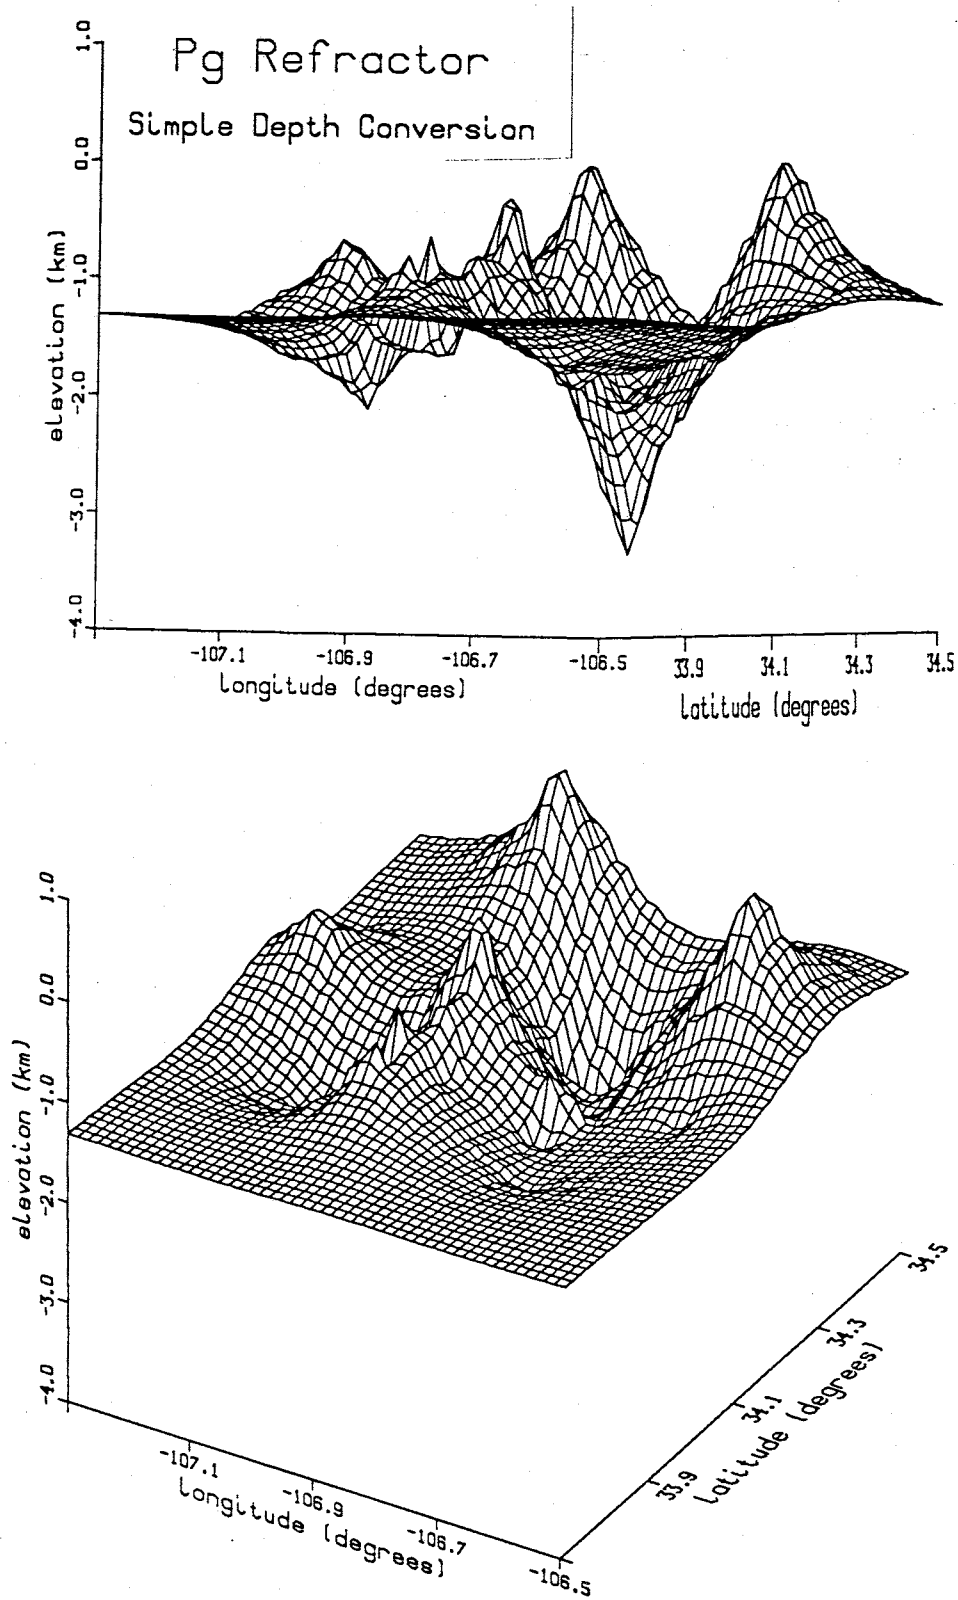 Pg Refractor
Simple Depth Conversion
1.0
0.0
-1.0
-2.0
-3.0
-4.0
elevation (km)
-107.1 -106.9 -106.7 -106.5 33.9 34.1 34.3 34.5
longitude (degrees)
latitude (degrees)
1.0
0.0
-1.0
-2.0
-3.0
-4.0
elevation (km)
-107.1
-106.9
-106.7
-106.5
longitude (degrees)
33.9
34.1
34.3
34.5
latitude (degrees)